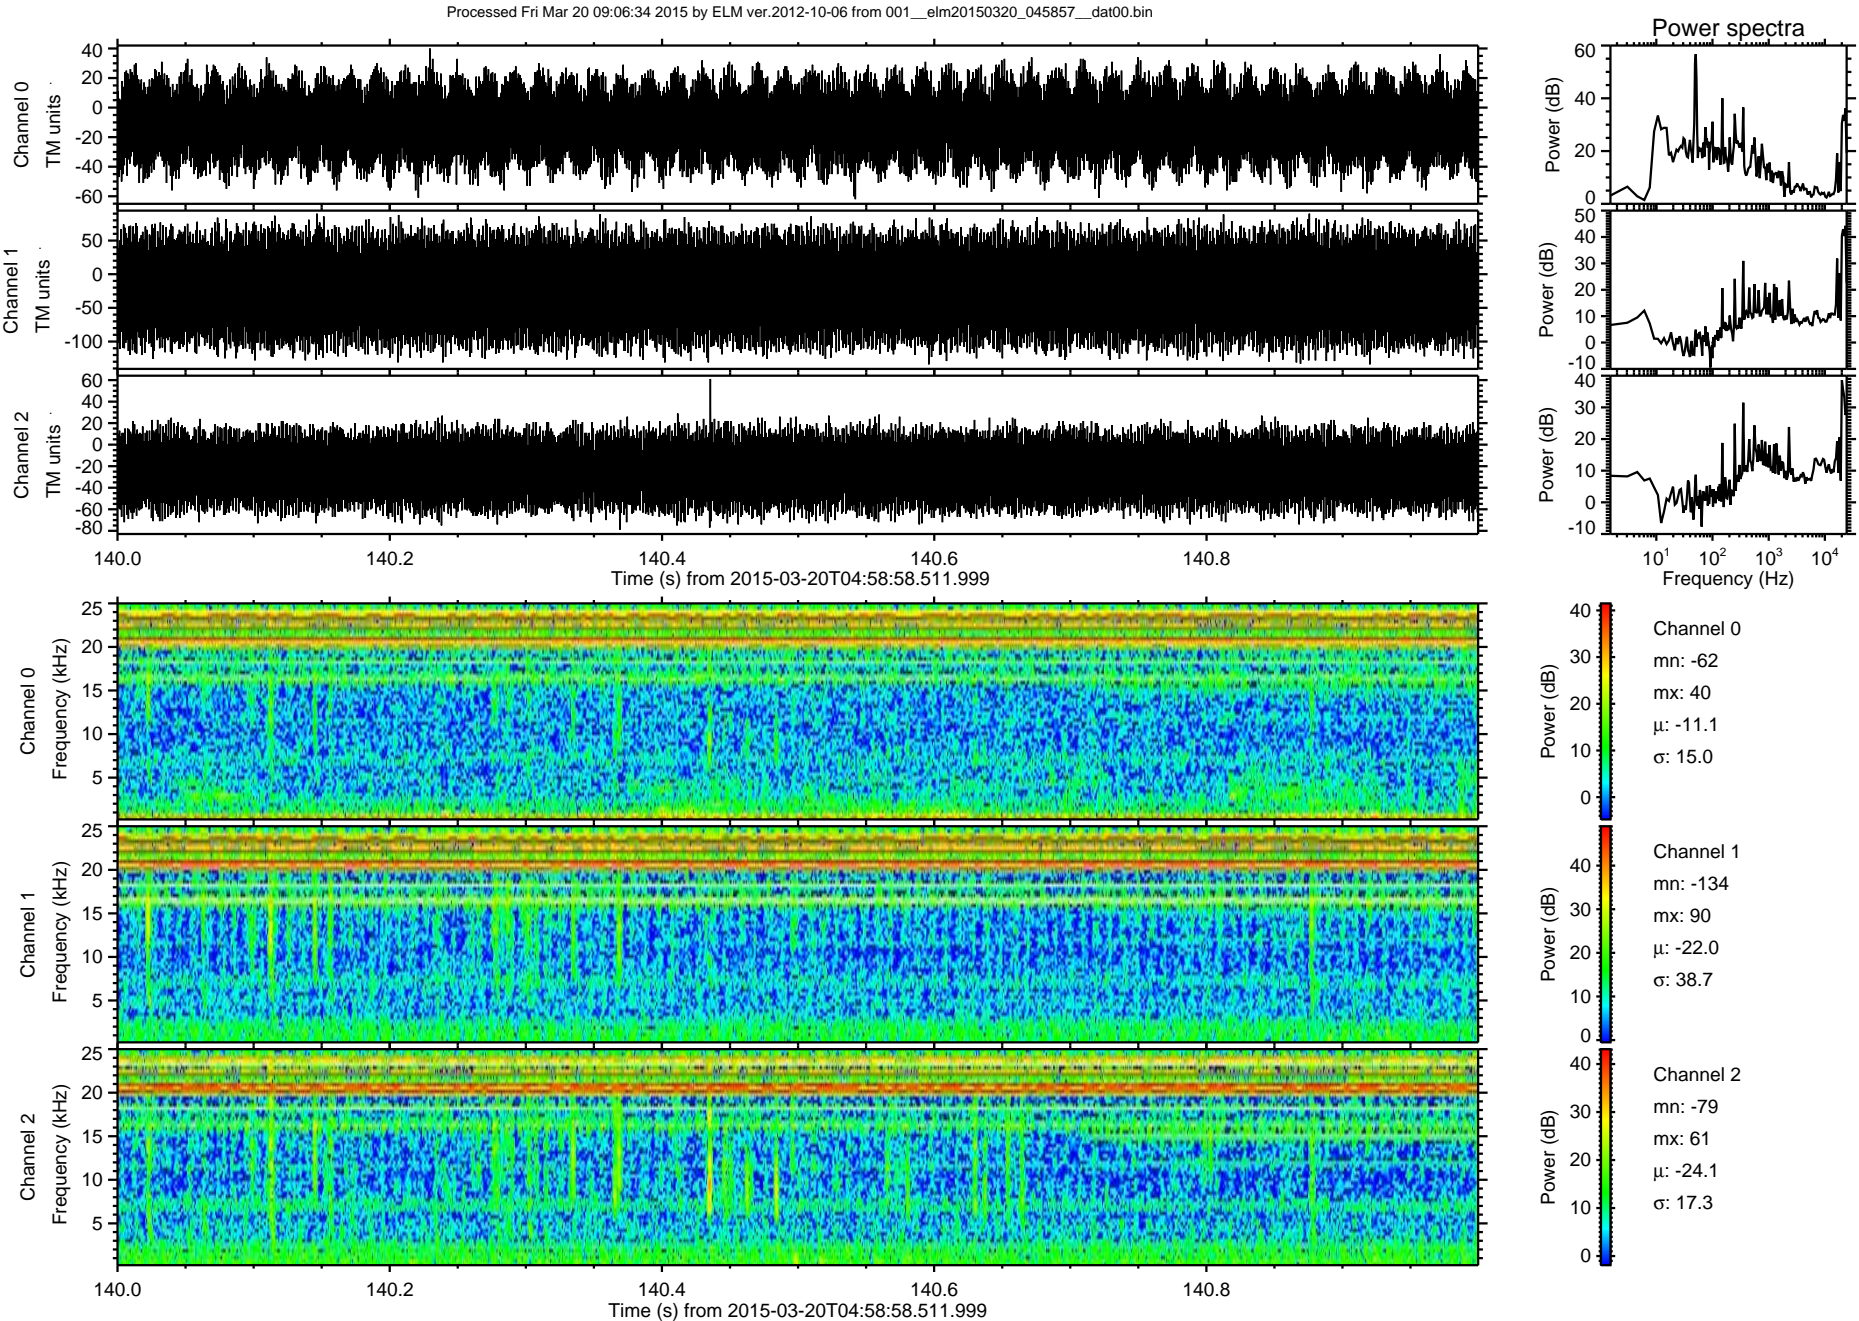 Processed Fri Mar 20 09:06:34 2015 by ELM ver.2012-10-06 from 001__elm20150320_045857__dat00.bin
Power spectra
Channel 0
TM units
40
20
0
-20
-40
-60
Power (dB)
60
40
20
0
Channel 1
TM units
50
0
-50
-100
Power (dB)
50
40
30
20
10
0
-10
Channel 2
TM units
60
40
20
0
-20
-40
-60
-80
Power (dB)
40
30
20
10
0
-10
140.0 140.2 140.4 140.6 140.8
Time (s) from 2015-03-20T04:58:58.511.999
10^1 10^2 10^3 10^4
Frequency (Hz)
Channel 0
Frequency (kHz)
25
20
15
10
5
Power (dB)
40
30
20
10
0
Channel 0
mn: -62
mx: 40
μ: -11.1
σ: 15.0
Channel 1
Frequency (kHz)
25
20
15
10
5
Power (dB)
40
30
20
10
0
Channel 1
mn: -134
mx: 90
μ: -22.0
σ: 38.7
Channel 2
Frequency (kHz)
25
20
15
10
5
Power (dB)
40
30
20
10
0
Channel 2
mn: -79
mx: 61
μ: -24.1
σ: 17.3
140.0 140.2 140.4 140.6 140.8
Time (s) from 2015-03-20T04:58:58.511.999